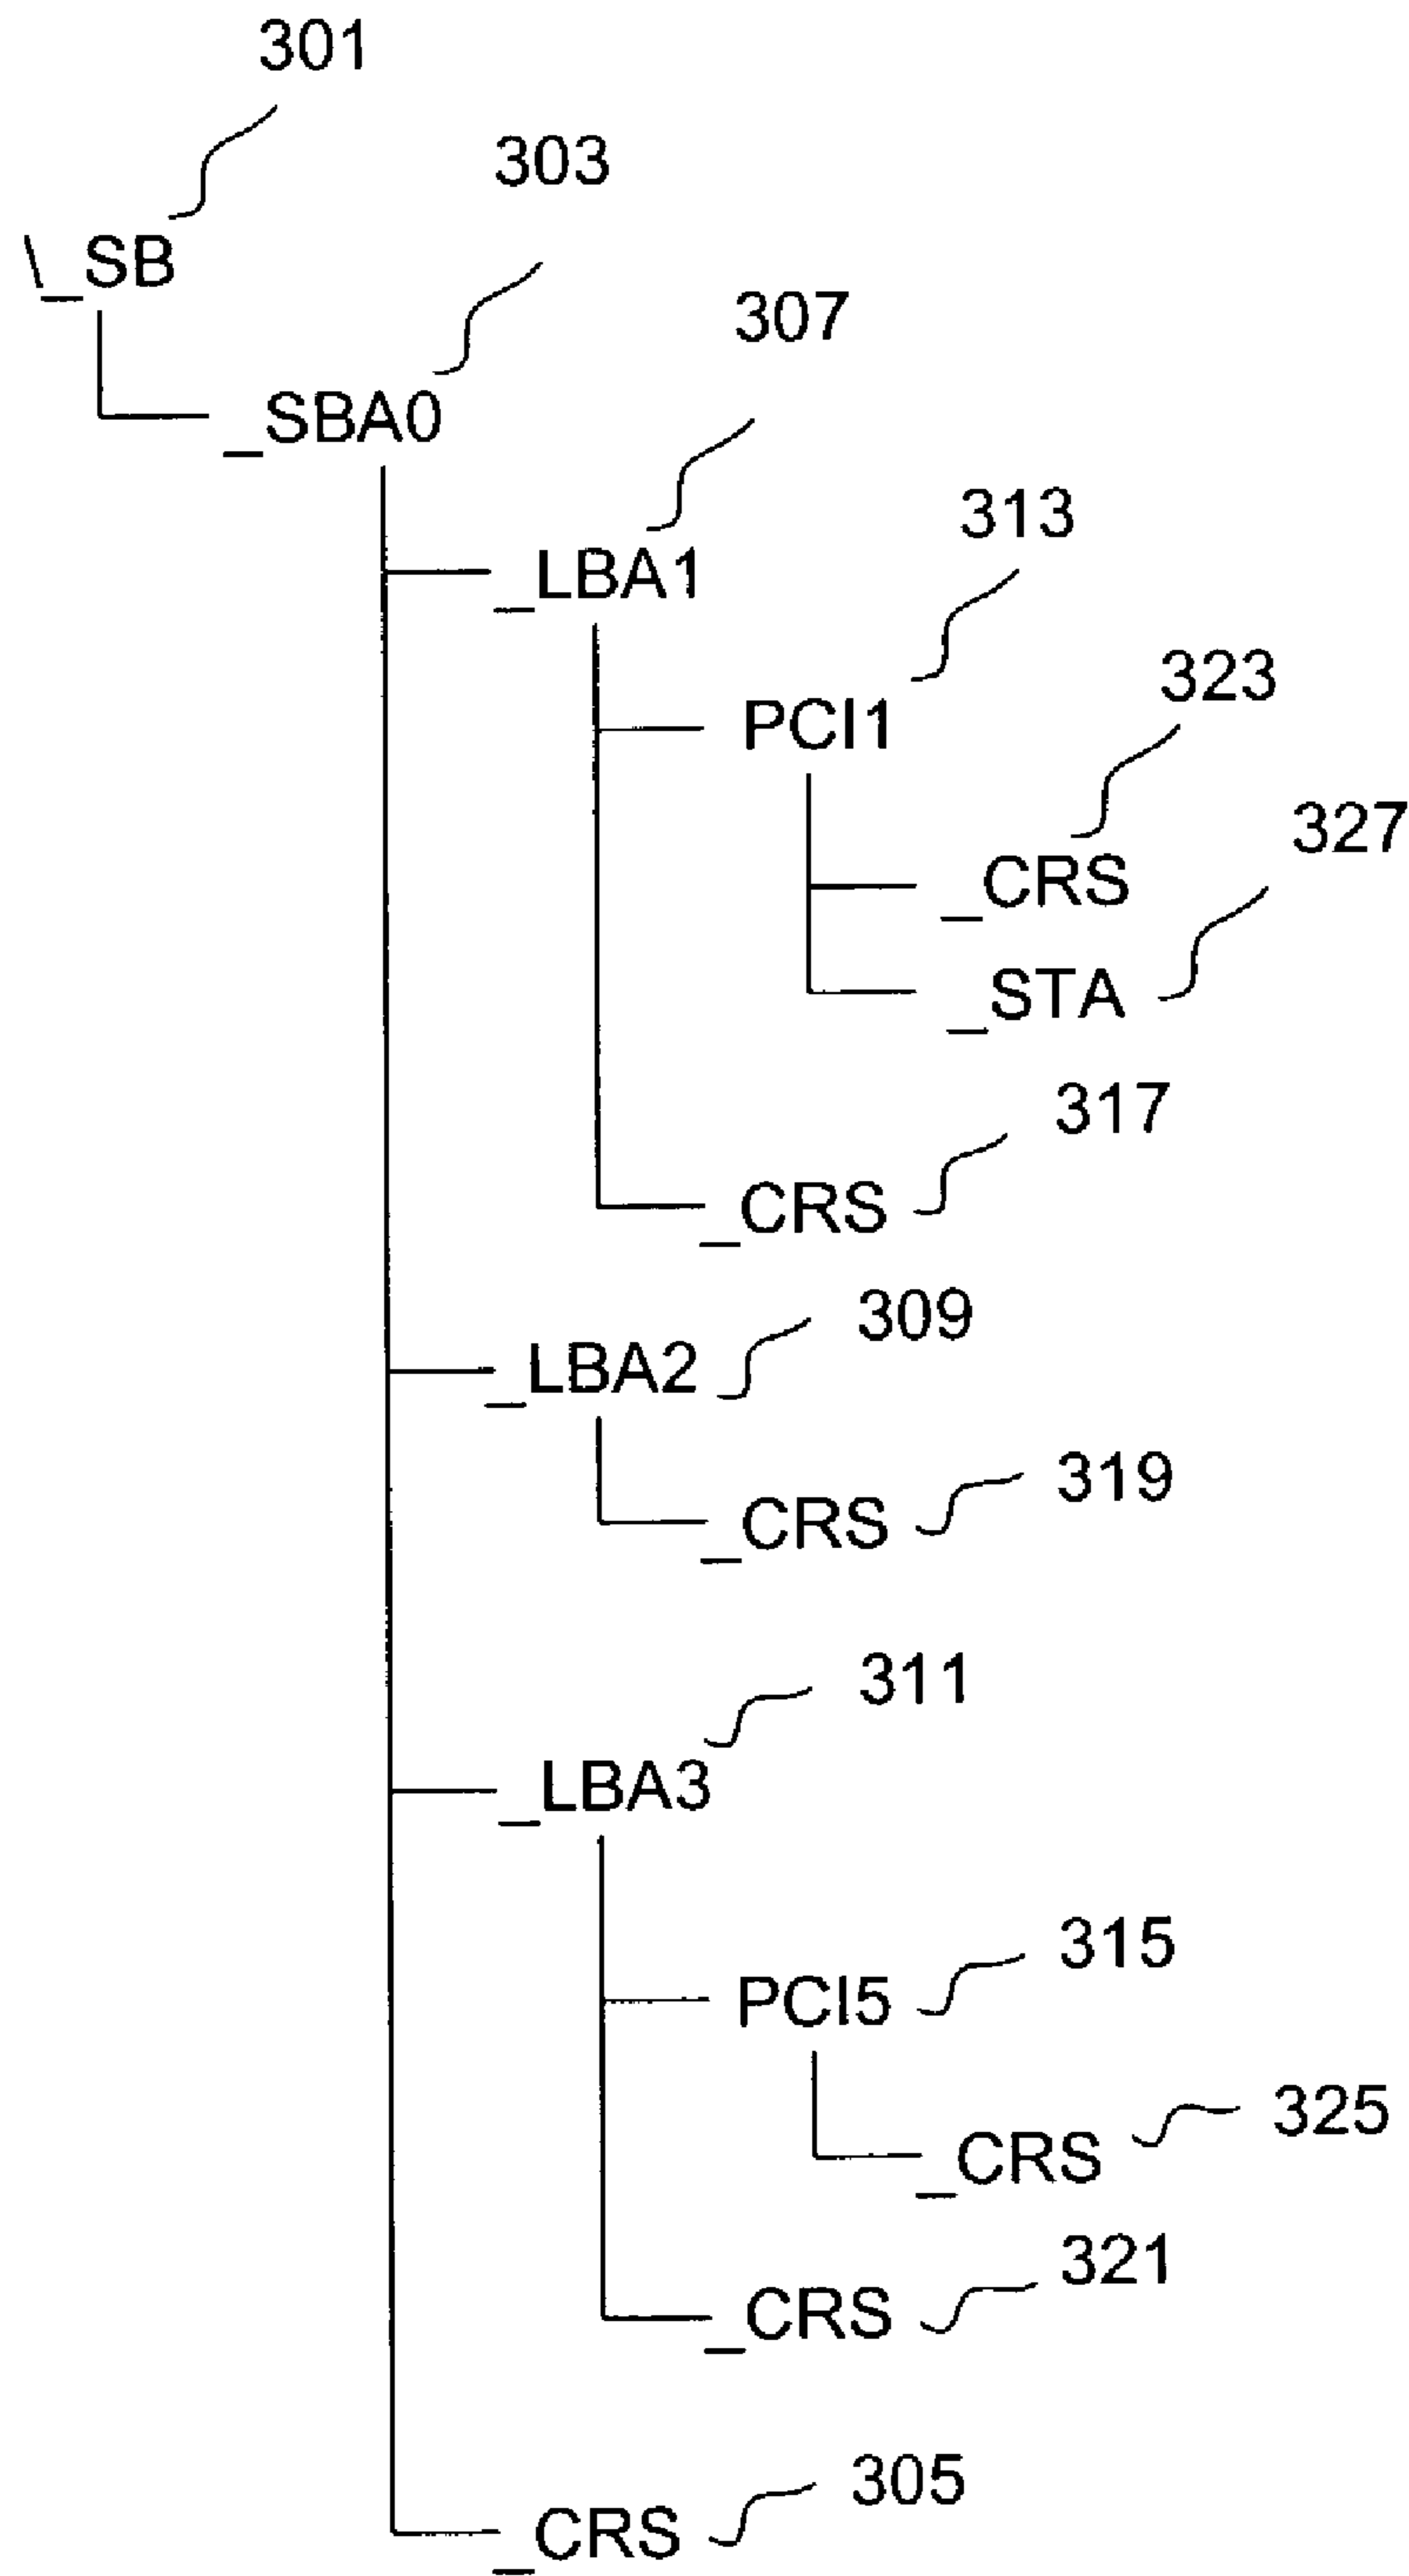 301
303
\_SB
307
_SBA0
313
_LBA1
323
PCI1
327
_CRS
_STA
317
_CRS
309
_LBA2
319
_CRS
311
_LBA3
315
PCI5
325
_CRS
321
_CRS
305
_CRS